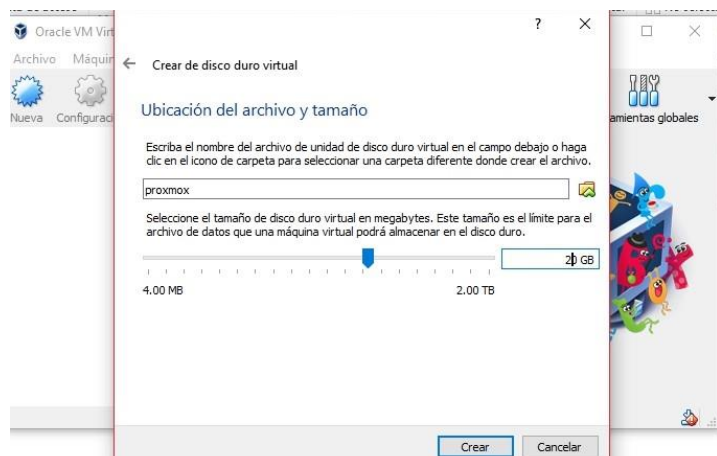 ?
Oracle VM Virt
Archivo Máquin
Nueva Configuraci
amientas globales
Crear de disco duro virtual
Ubicación del archivo y tamaño
Escriba el nombre del archivo de unidad de disco duro virtual en el campo debajo o haga
clic en el icono de carpeta para seleccionar una carpeta diferente donde crear el archivo.
proxmox
Seleccione el tamaño de disco duro virtual en megabytes. Este tamaño es el límite para el
archivo de datos que una máquina virtual podrá almacenar en el disco duro.
20 GB
4.00 MB 2.00 TB
Crear Cancelar